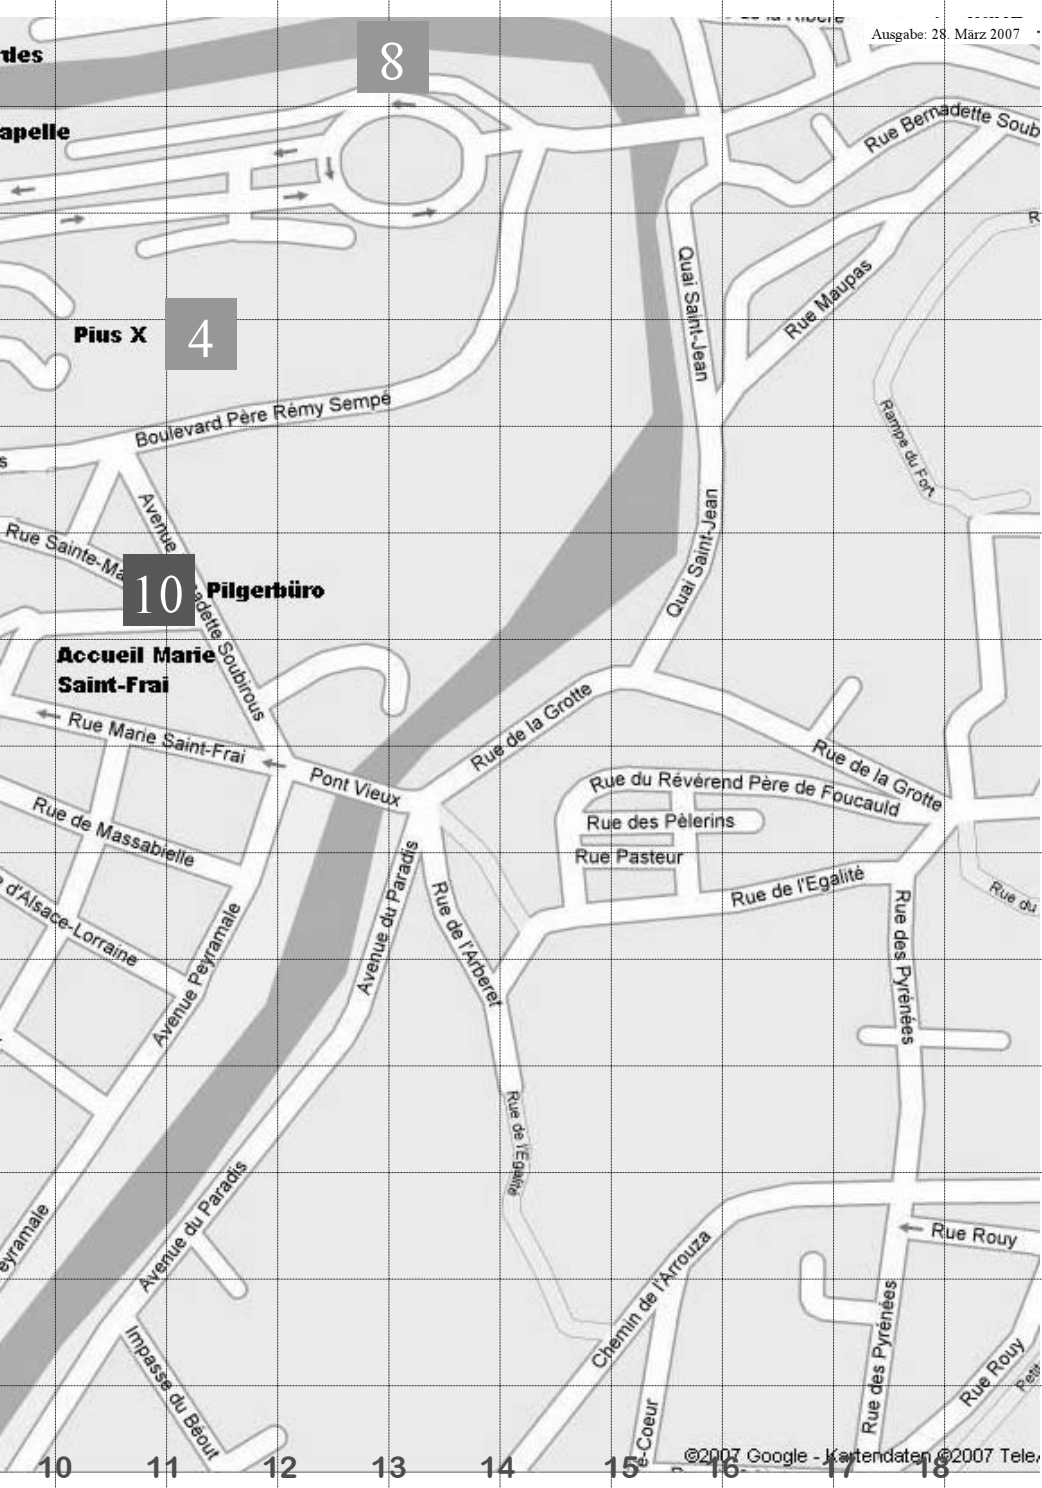 de la Ribère
Ausgabe: 28. März 2007
rdes
8
apelle
Rue Bernadette Soub
R
Quai Saint-Jean
Rue Maupas
Pius X
4
Boulevard Père Rémy Sempé
Rampe du Fort
s
Avenue
Rue Sainte-Ma
Quai Saint-Jean
10
Pilgerbüro
adette Soubirous
Accueil Marie
Saint-Frai
Rue Marie Saint-Frai
Rue de la Grotte
Rue de la Grotte
Pont Vieux
Rue du Révérend Père de Foucauld
Rue de Massabielle
Rue des Pèlerins
Rue Pasteur
Rue de l'Egalité
d'Alsace-Lorraine
Avenue du Paradis
Rue de l'Arberet
Rue du
Avenue Peyramale
Rue des Pyrénées
Rue de l'Egalité
Avenue du Paradis
eyramale
Rue Rouy
Chemin de l'Arrouza
Rue des Pyrénées
Impasse du Béout
Rue Rouy
Petit
e-Coeur
©2007 Google - Kartendaten ©2007 Tele
10 11 12 13 14 15 16 17 18